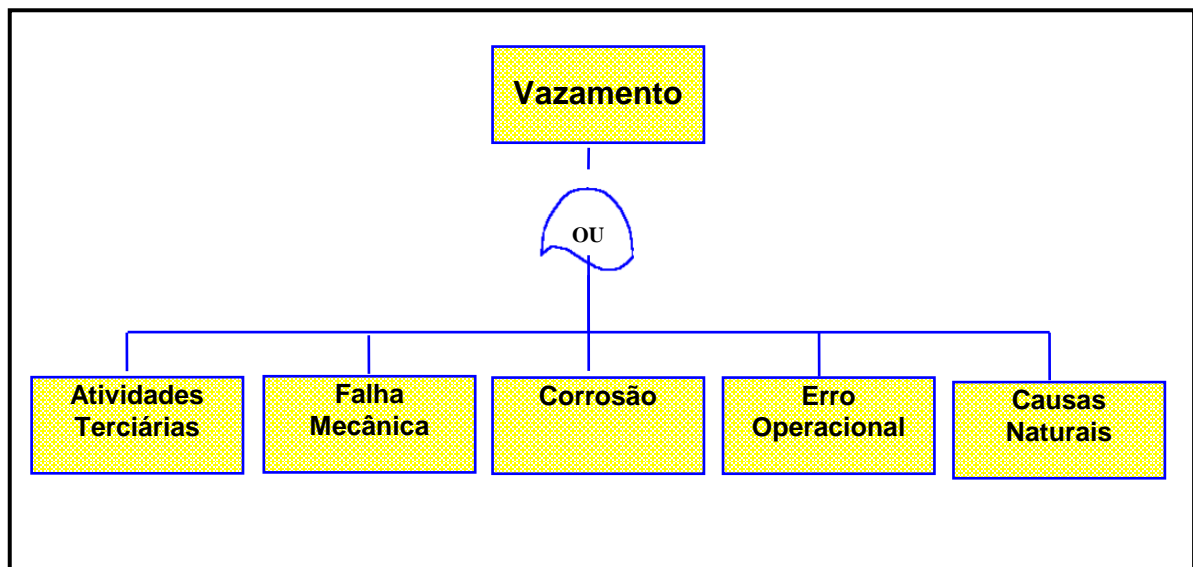 Vazamento
OU
Atividades
Terciárias
Falha
Mecânica
Corrosão
Erro
Operacional
Causas
Naturais